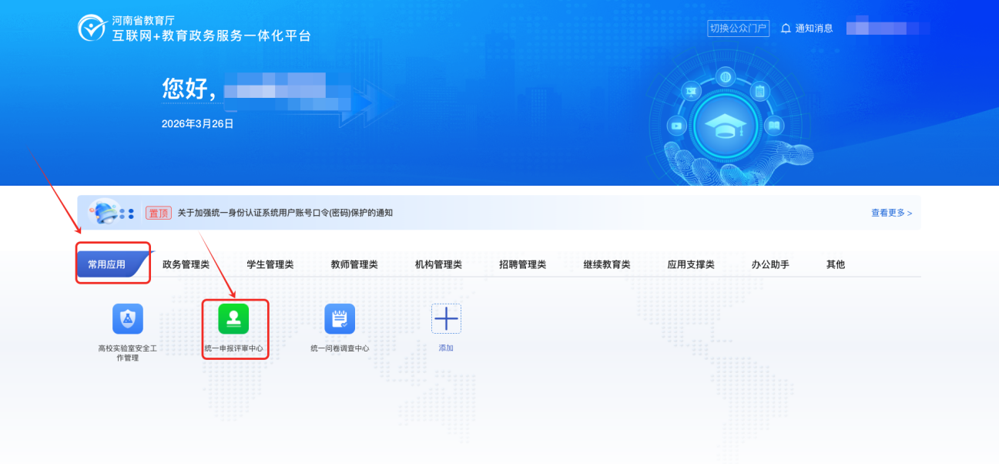 河南省教育厅
互联网+教育政务服务一体化平台
切换公众门户
通知消息
您好,
2026年3月26日
置顶 关于加强统一身份认证系统用户账号口令(密码)保护的通知
查看更多 >
常用应用 政务管理类 学生管理类 教师管理类 机构管理类 招聘管理类 继续教育类 应用支撑类 办公助手 其他
高校实验室安全工
作管理
统一申报评审中心
统一问卷调查中心
添加